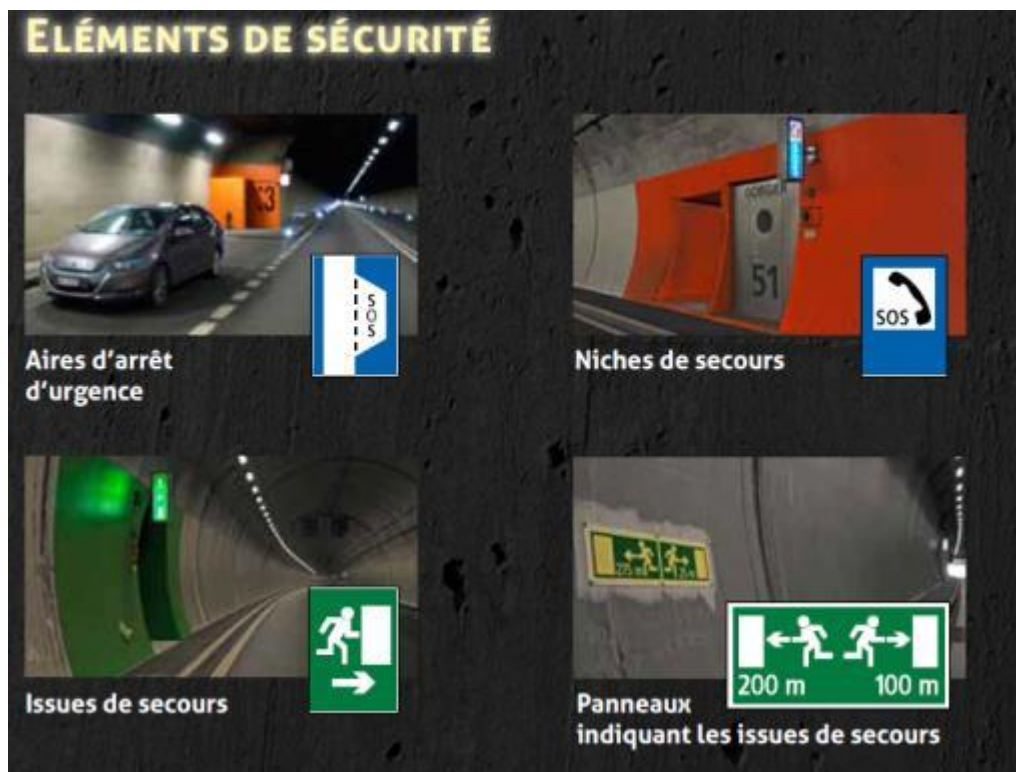 ELÉMENTS DE SÉCURITÉ
SOS
Aires d'arrêt
d'urgence
51
SOS
Niches de secours
Issues de secours
200 m 100 m
Panneaux
indiquant les issues de secours